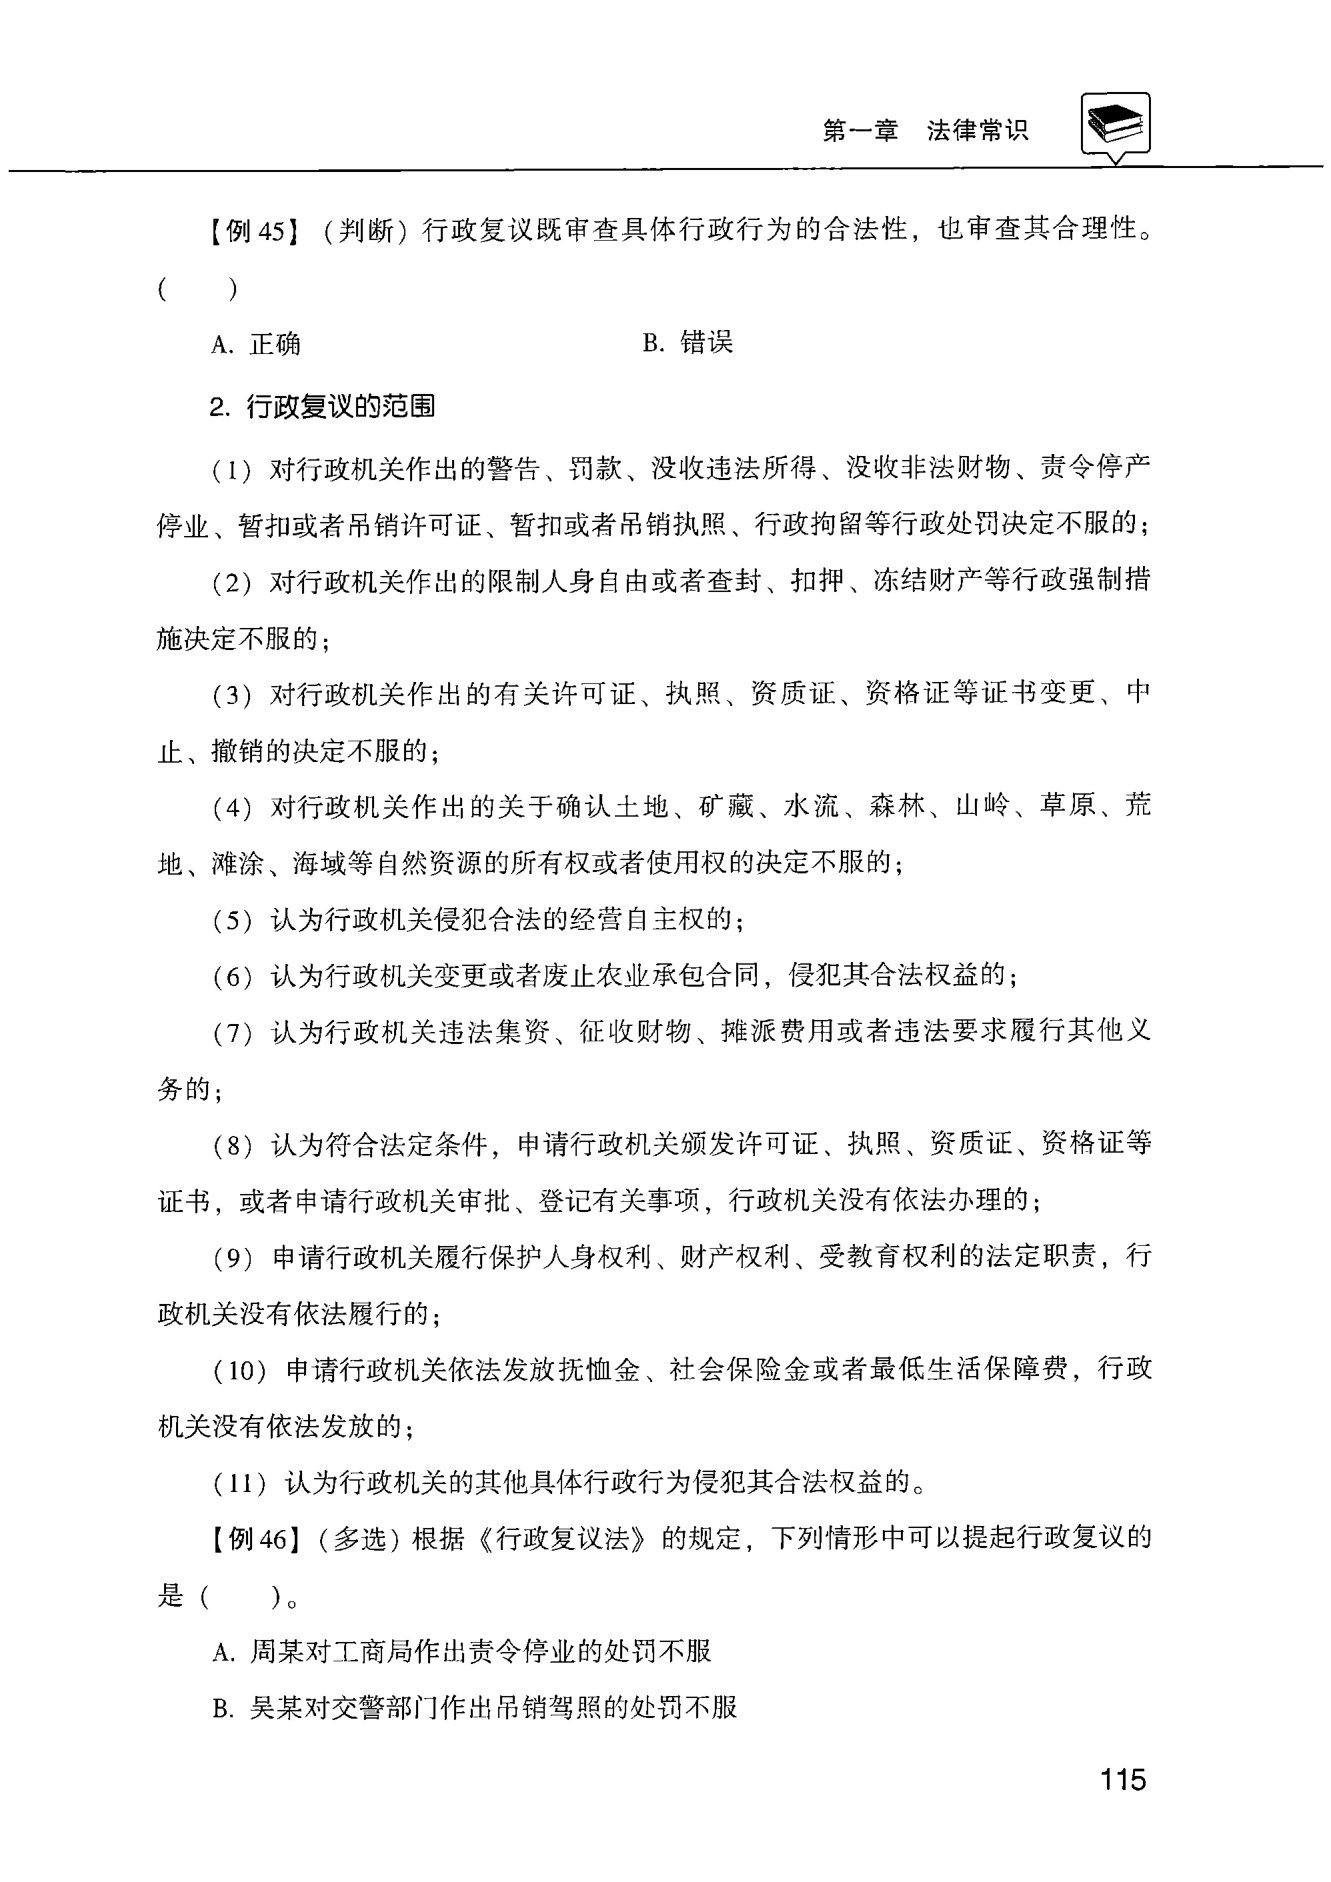 第一章 法律常识
【例 45】（判断）行政复议既审查具体行政行为的合法性，也审查其合理性。
（ ）
A. 正确 B. 错误
2. 行政复议的范围
（1）对行政机关作出的警告、罚款、没收违法所得、没收非法财物、责令停产
停业、暂扣或者吊销许可证、暂扣或者吊销执照、行政拘留等行政处罚决定不服的；
（2）对行政机关作出的限制人身自由或者查封、扣押、冻结财产等行政强制措
施决定不服的；
（3）对行政机关作出的有关许可证、执照、资质证、资格证等证书变更、中
止、撤销的决定不服的；
（4）对行政机关作出的关于确认土地、矿藏、水流、森林、山岭、草原、荒
地、滩涂、海域等自然资源的所有权或者使用权的决定不服的；
（5）认为行政机关侵犯合法的经营自主权的；
（6）认为行政机关变更或者废止农业承包合同，侵犯其合法权益的；
（7）认为行政机关违法集资、征收财物、摊派费用或者违法要求履行其他义
务的；
（8）认为符合法定条件，申请行政机关颁发许可证、执照、资质证、资格证等
证书，或者申请行政机关审批、登记有关事项，行政机关没有依法办理的；
（9）申请行政机关履行保护人身权利、财产权利、受教育权利的法定职责，行
政机关没有依法履行的；
（10）申请行政机关依法发放抚恤金、社会保险金或者最低生活保障费，行政
机关没有依法发放的；
（11）认为行政机关的其他具体行政行为侵犯其合法权益的。
【例 46】（多选）根据《行政复议法》的规定，下列情形中可以提起行政复议的
是（ ）。
A. 周某对工商局作出责令停业的处罚不服
B. 吴某对交警部门作出吊销驾照的处罚不服
115